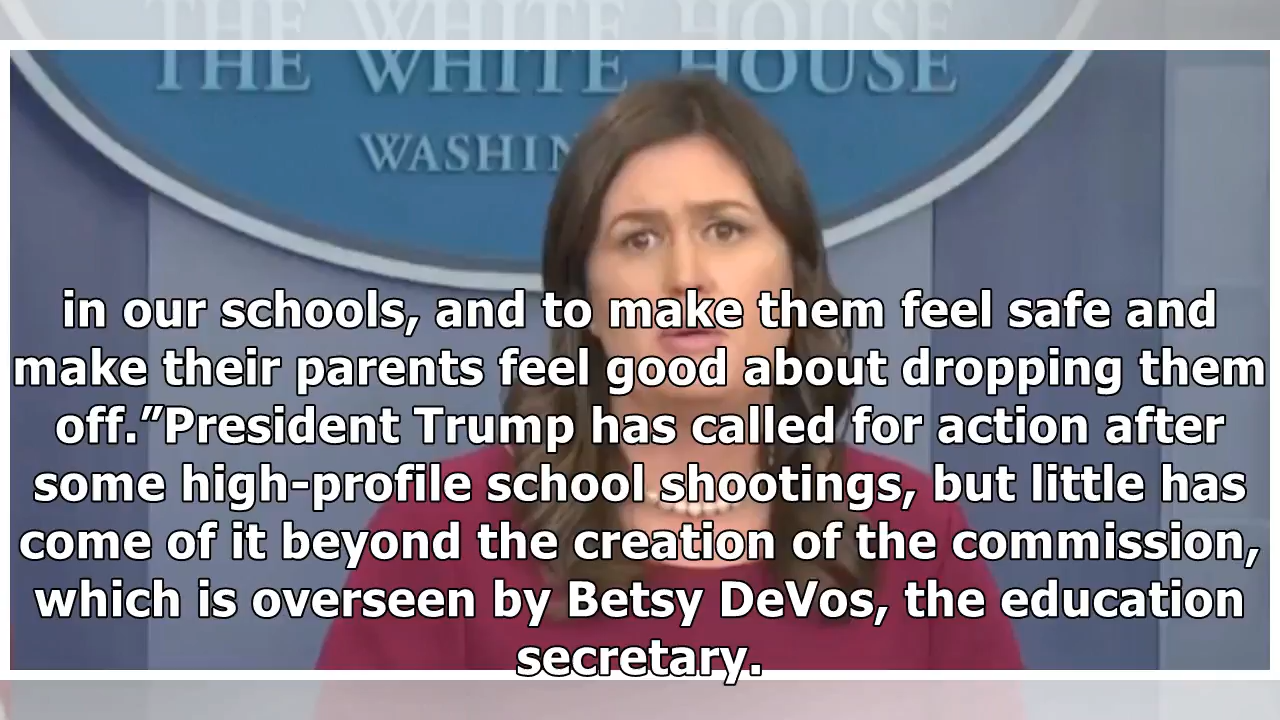 THE WHITE HOUSE
WASHIN
in our schools, and to make them feel safe and
make their parents feel good about dropping them
off.”President Trump has called for action after
some high-profile school shootings, but little has
come of it beyond the creation of the commission,
which is overseen by Betsy DeVos, the education
secretary.